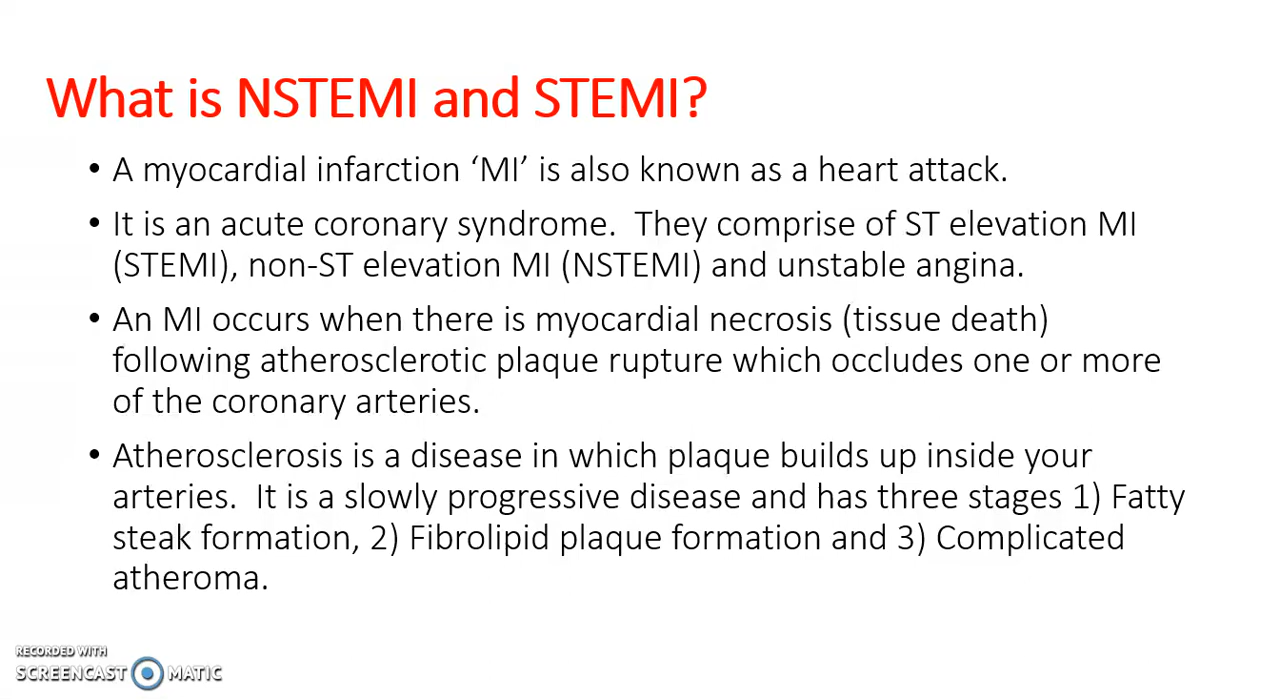 What is NSTEMI and STEMI?
• A myocardial infarction ‘MI’ is also known as a heart attack.
• It is an acute coronary syndrome.  They comprise of ST elevation MI
(STEMI), non-ST elevation MI (NSTEMI) and unstable angina.
• An MI occurs when there is myocardial necrosis (tissue death)
following atherosclerotic plaque rupture which occludes one or more
of the coronary arteries.
• Atherosclerosis is a disease in which plaque builds up inside your
arteries.  It is a slowly progressive disease and has three stages 1) Fatty
steak formation, 2) Fibrolipid plaque formation and 3) Complicated
atheroma.
RECORDED WITH
SCREENCAST MATIC